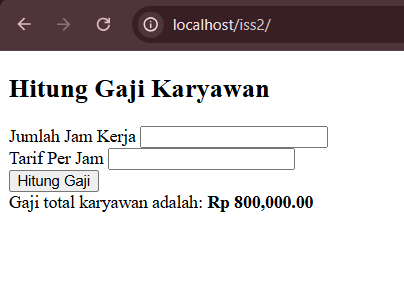 localhost/iss2/
Hitung Gaji Karyawan
Jumlah Jam Kerja
Tarif Per Jam
Hitung Gaji
Gaji total karyawan adalah: Rp 800,000.00